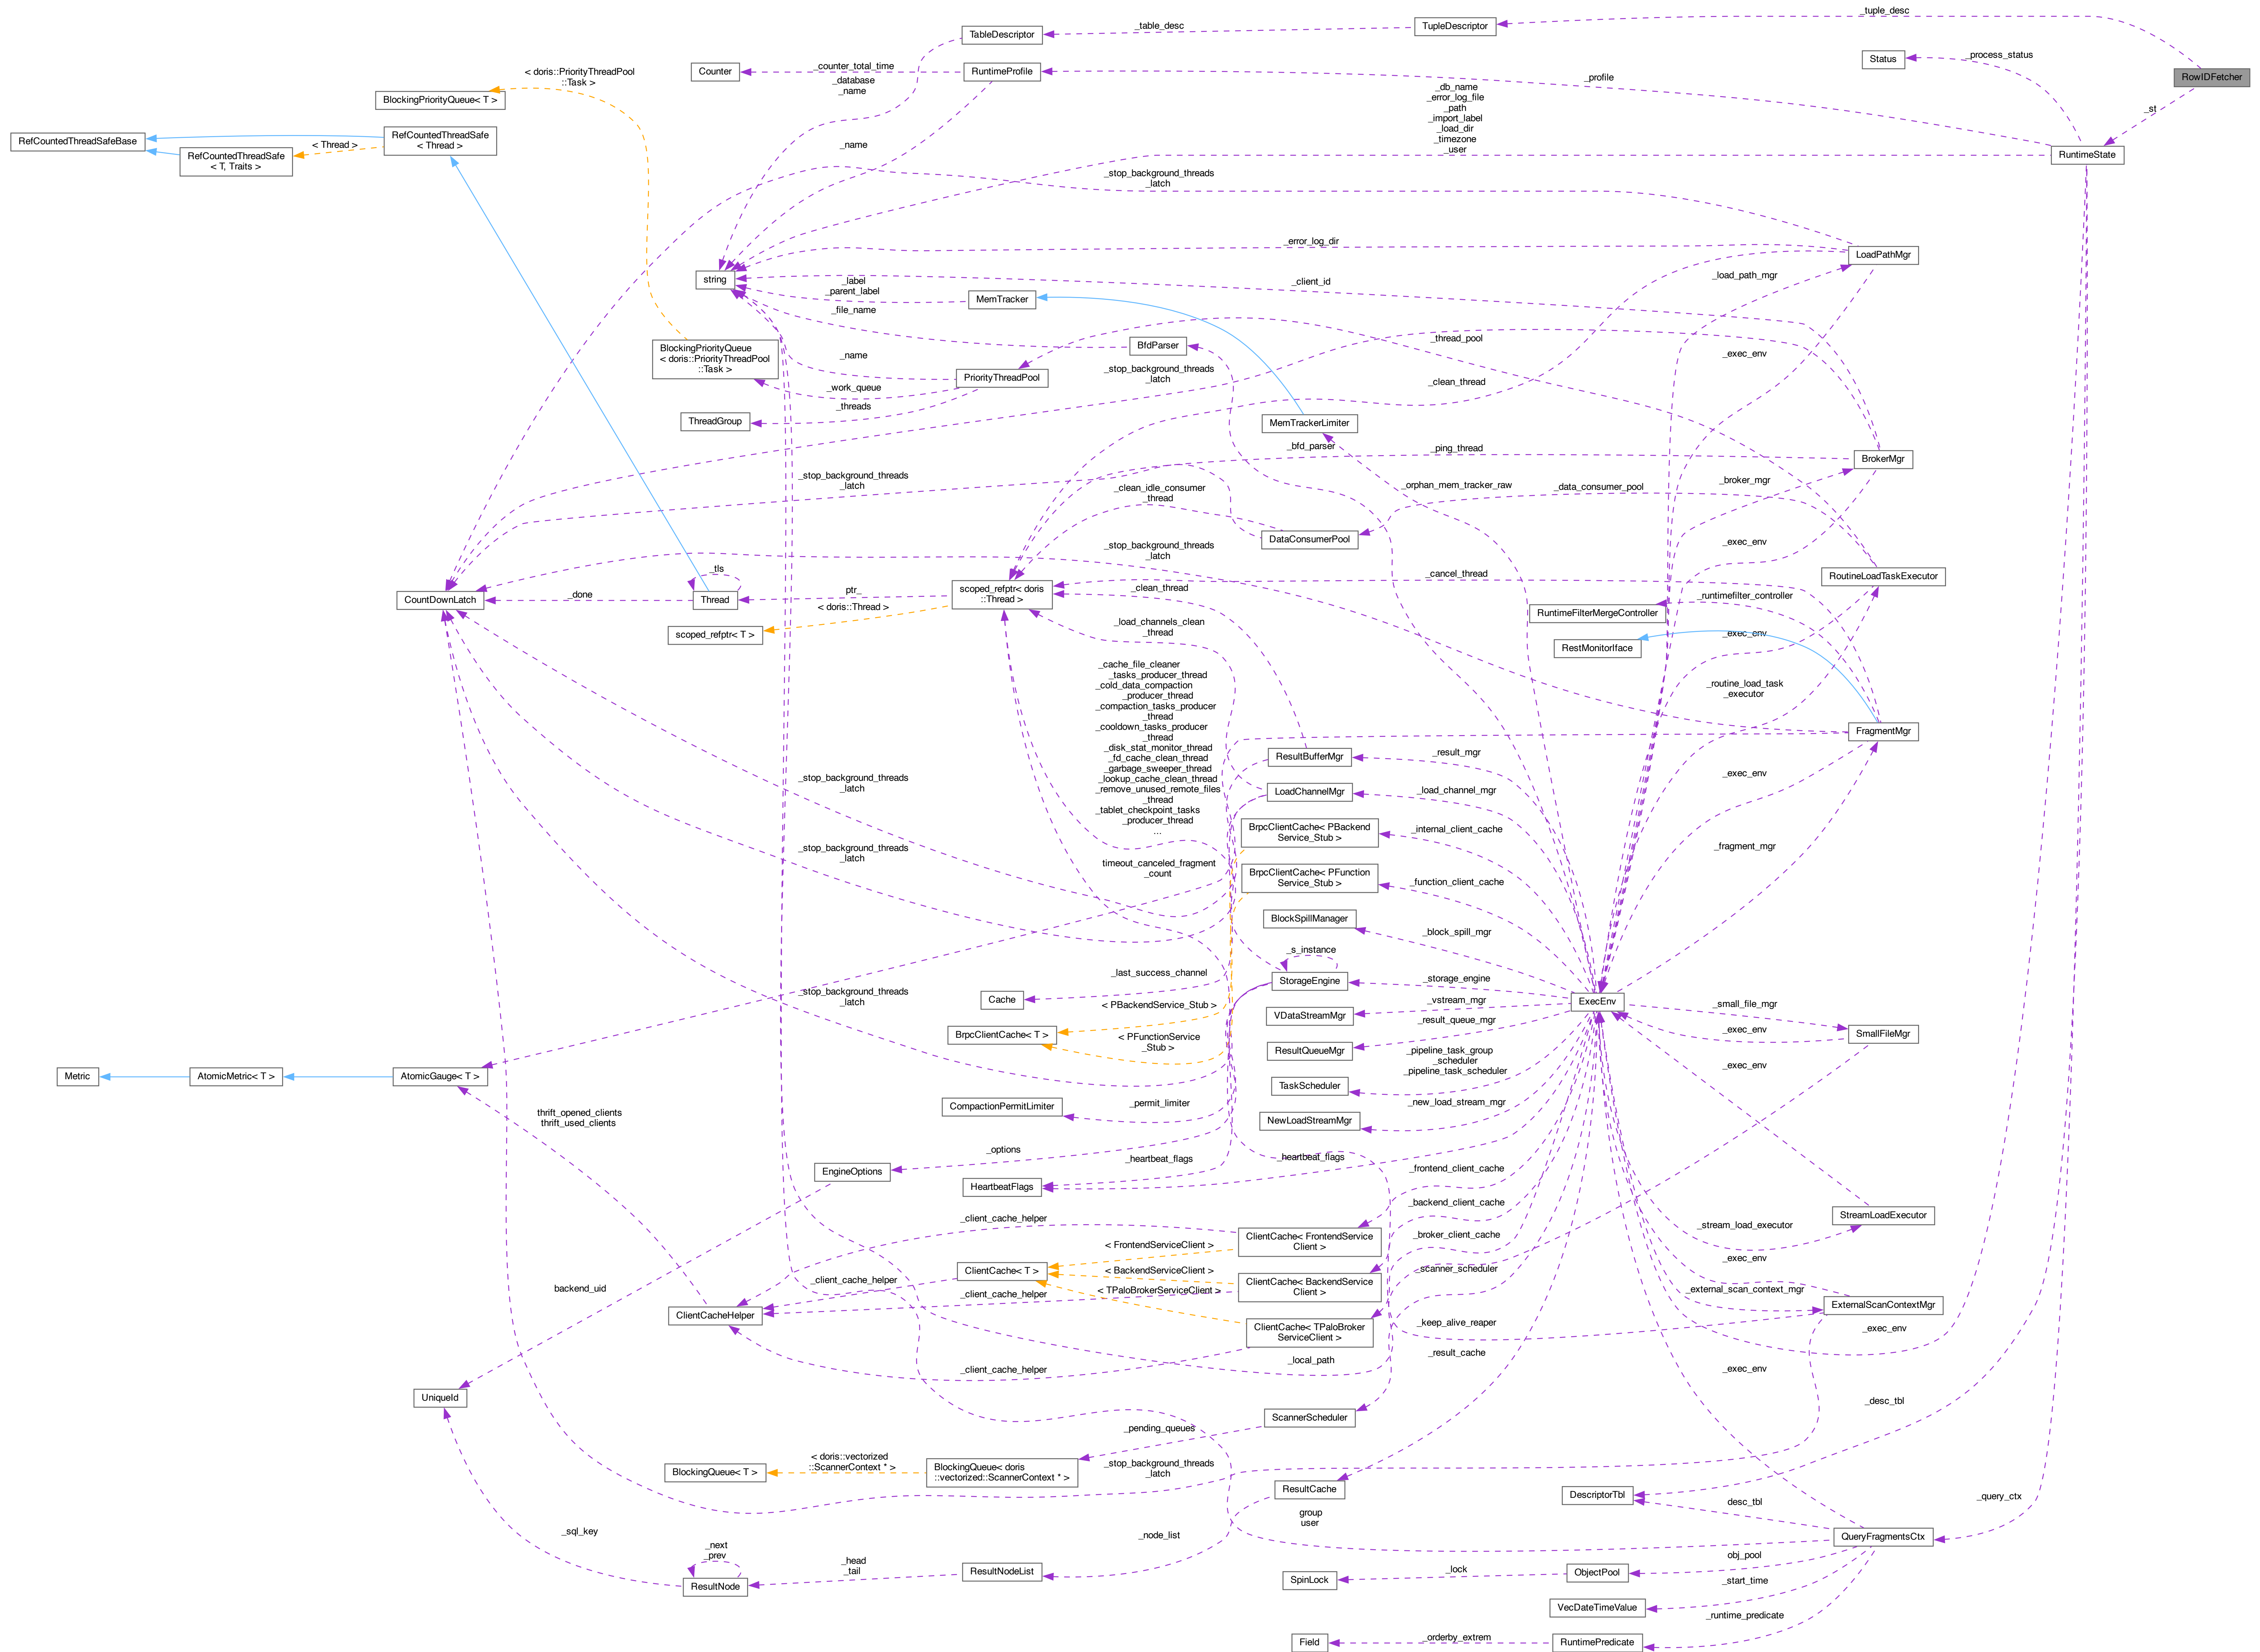 _tuple_desc
_table_desc
TupleDescriptor
TableDescriptor
_process_status
Status
_counter_total_time
Counter
RuntimeProfile
_profile
RowIDFetcher
< doris::PriorityThreadPool
::Task >
_database
_name
BlockingPriorityQueue< T >
_db_name
_error_log_file
_path
_import_label
_load_dir
_timezone
_user
_st
RefCountedThreadSafeBase
RefCountedThreadSafe
< Thread >
< Thread >
RefCountedThreadSafe
< T, Traits >
_name
RuntimeState
_stop_background_threads
_latch
_error_log_dir
LoadPathMgr
string
_label
_parent_label
_client_id
_load_path_mgr
MemTracker
_file_name
BfdParser
_thread_pool
_exec_env
BlockingPriorityQueue
< doris::PriorityThreadPool
::Task >
_name
PriorityThreadPool
_work_queue
_stop_background_threads
_latch
_clean_thread
_threads
ThreadGroup
MemTrackerLimiter
_bfd_parser
_ping_thread
BrokerMgr
_stop_background_threads
_latch
_clean_idle_consumer
_thread
_orphan_mem_tracker_raw
_data_consumer_pool
_broker_mgr
DataConsumerPool
_stop_background_threads
_latch
_exec_env
_tls
_cancel_thread
RoutineLoadTaskExecutor
CountDownLatch
_done
Thread
ptr_
scoped_refptr< doris
::Thread >
_clean_thread
_runtimefilter_controller
RuntimeFilterMergeController
< doris::Thread >
scoped_refptr< T >
_load_channels_clean
_thread
_exec_env
RestMonitorIface
_cache_file_cleaner
_tasks_producer_thread
_cold_data_compaction
_producer_thread
_compaction_tasks_producer
_thread
_cooldown_tasks_producer
_thread
_disk_stat_monitor_thread
_fd_cache_clean_thread
_garbage_sweeper_thread
_lookup_cache_clean_thread
_remove_unused_remote_files
_thread
_tablet_checkpoint_tasks
_producer_thread
...
_routine_load_task
_executor
FragmentMgr
ResultBufferMgr
_result_mgr
_exec_env
_stop_background_threads
_latch
LoadChannelMgr
_load_channel_mgr
BrpcClientCache< PBackend
Service_Stub >
_internal_client_cache
_stop_background_threads
_latch
timeout_canceled_fragment
_count
BrpcClientCache< PFunction
Service_Stub >
_function_client_cache
_fragment_mgr
BlockSpillManager
_block_spill_mgr
_s_instance
StorageEngine
_storage_engine
_last_success_channel
Cache
ExecEnv
_stop_background_threads
_latch
< PBackendService_Stub >
VDataStreamMgr
_vstream_mgr
_small_file_mgr
BrpcClientCache< T >
< PFunctionService
_Stub >
_result_queue_mgr
ResultQueueMgr
_exec_env
SmallFileMgr
Metric
AtomicMetric< T >
AtomicGauge< T >
_pipeline_task_group
_scheduler
_pipeline_task_scheduler
TaskScheduler
_exec_env
CompactionPermitLimiter
_permit_limiter
_new_load_stream_mgr
NewLoadStreamMgr
thrift_opened_clients
thrift_used_clients
_options
EngineOptions
_heartbeat_flags
_heartbeat_flags
HeartbeatFlags
_frontend_client_cache
_backend_client_cache
_client_cache_helper
ClientCache< FrontendService
Client >
_broker_client_cache
_stream_load_executor
StreamLoadExecutor
< FrontendServiceClient >
ClientCache< T >
_client_cache_helper
< BackendServiceClient >
ClientCache< BackendService
Client >
_scanner_scheduler
_exec_env
backend_uid
_client_cache_helper
< TPaloBrokerServiceClient >
_external_scan_context_mgr
ExternalScanContextMgr
ClientCacheHelper
ClientCache< TPaloBroker
ServiceClient >
_keep_alive_reaper
_exec_env
_client_cache_helper
_local_path
_result_cache
_exec_env
UniqueId
_desc_tbl
ScannerScheduler
_pending_queues
< doris::vectorized
::ScannerContext * >
BlockingQueue< T >
BlockingQueue< doris
::vectorized::ScannerContext * >
_stop_background_threads
_latch
ResultCache
DescriptorTbl
desc_tbl
_query_ctx
group
user
_sql_key
_node_list
QueryFragmentsCtx
_next
_prev
_head
_tail
ResultNode
ResultNodeList
obj_pool
SpinLock
_lock
ObjectPool
_start_time
VecDateTimeValue
_runtime_predicate
Field
_orderby_extrem
RuntimePredicate